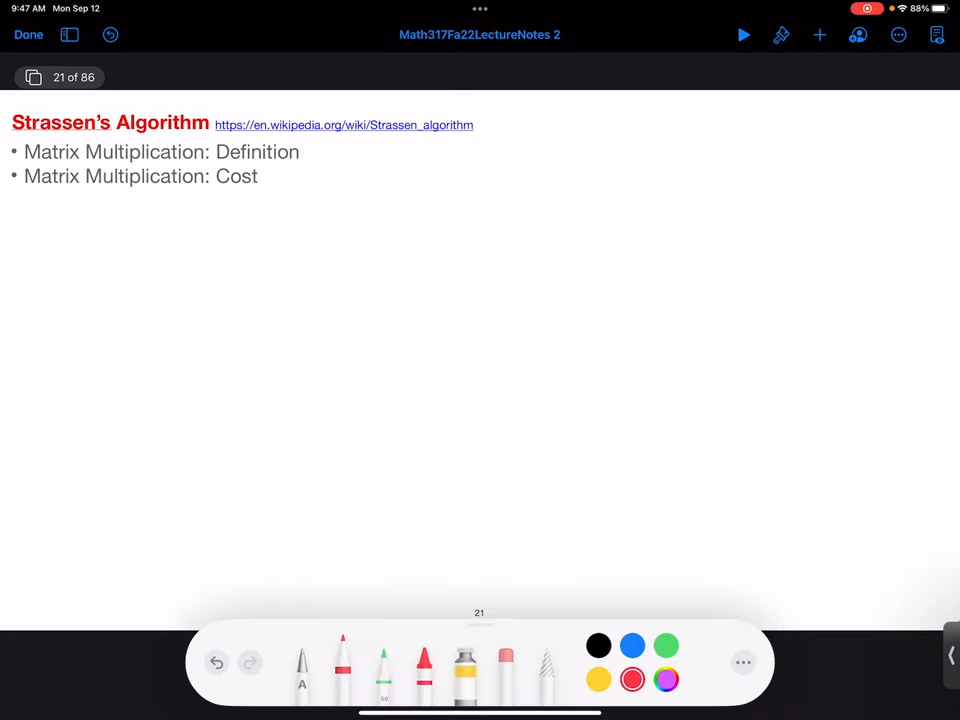 9:47 AM Mon Sep 12
88%
Done
Math317Fa22LectureNotes 2
21 of 86
Strassen's Algorithm https://en.wikipedia.org/wiki/Strassen_algorithm
• Matrix Multiplication: Definition
• Matrix Multiplication: Cost
21
A
50